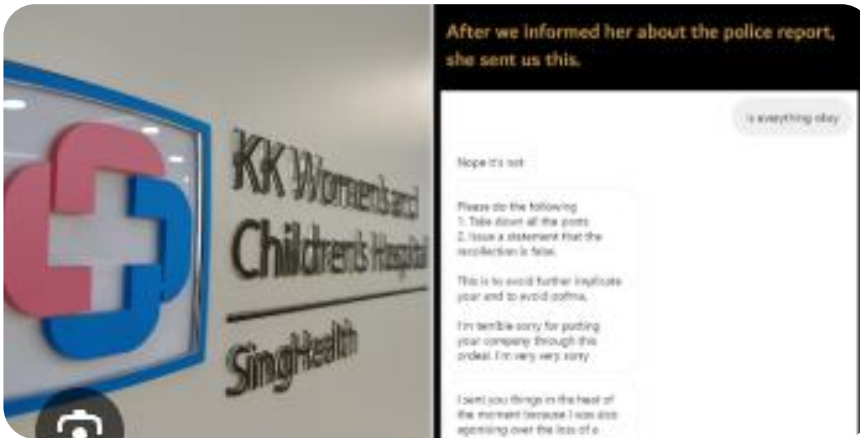 KK Women's and
Children's Hospital
SingHealth
After we informed her about the police report,
she sent us this.
is everything okay
Nope it's not
Please do the following
1. Take down all the posts
2. Issue a statement that the
recollection is false.
This is to avoid further implicate
your end to avoid pofma.
I'm terrible sorry for putting
your company through this
ordeal. I'm very very sorry
I sent you things in the heat of
the moment because I was also
agonising over the loss of a